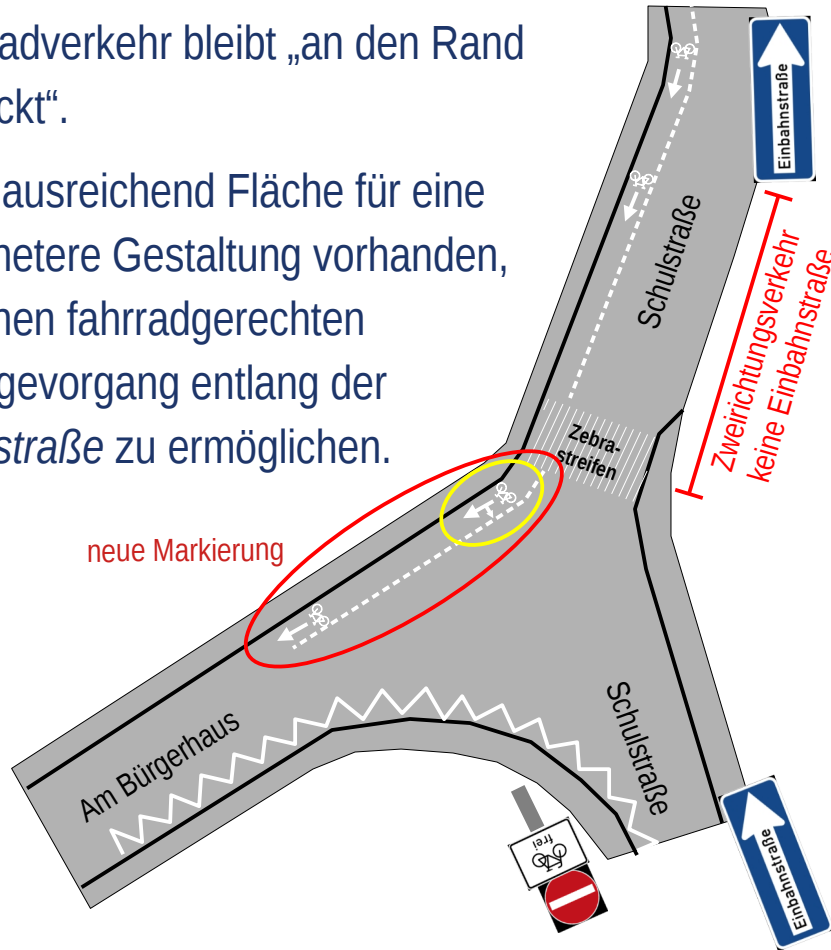 adverkehr bleibt „an den Rand
ckt“.
ausreichend Fläche für eine
netere Gestaltung vorhanden,
nen fahrradgerechten
gevorgang entlang der
straße zu ermöglichen.
Einbahnstraße
Schulstraße
Zweirichtungsverkehr
keine Einbahnstraße
Zebra-
streifen
neue Markierung
Am Bürgerhaus
Schulstraße
frei
Einbahnstraße